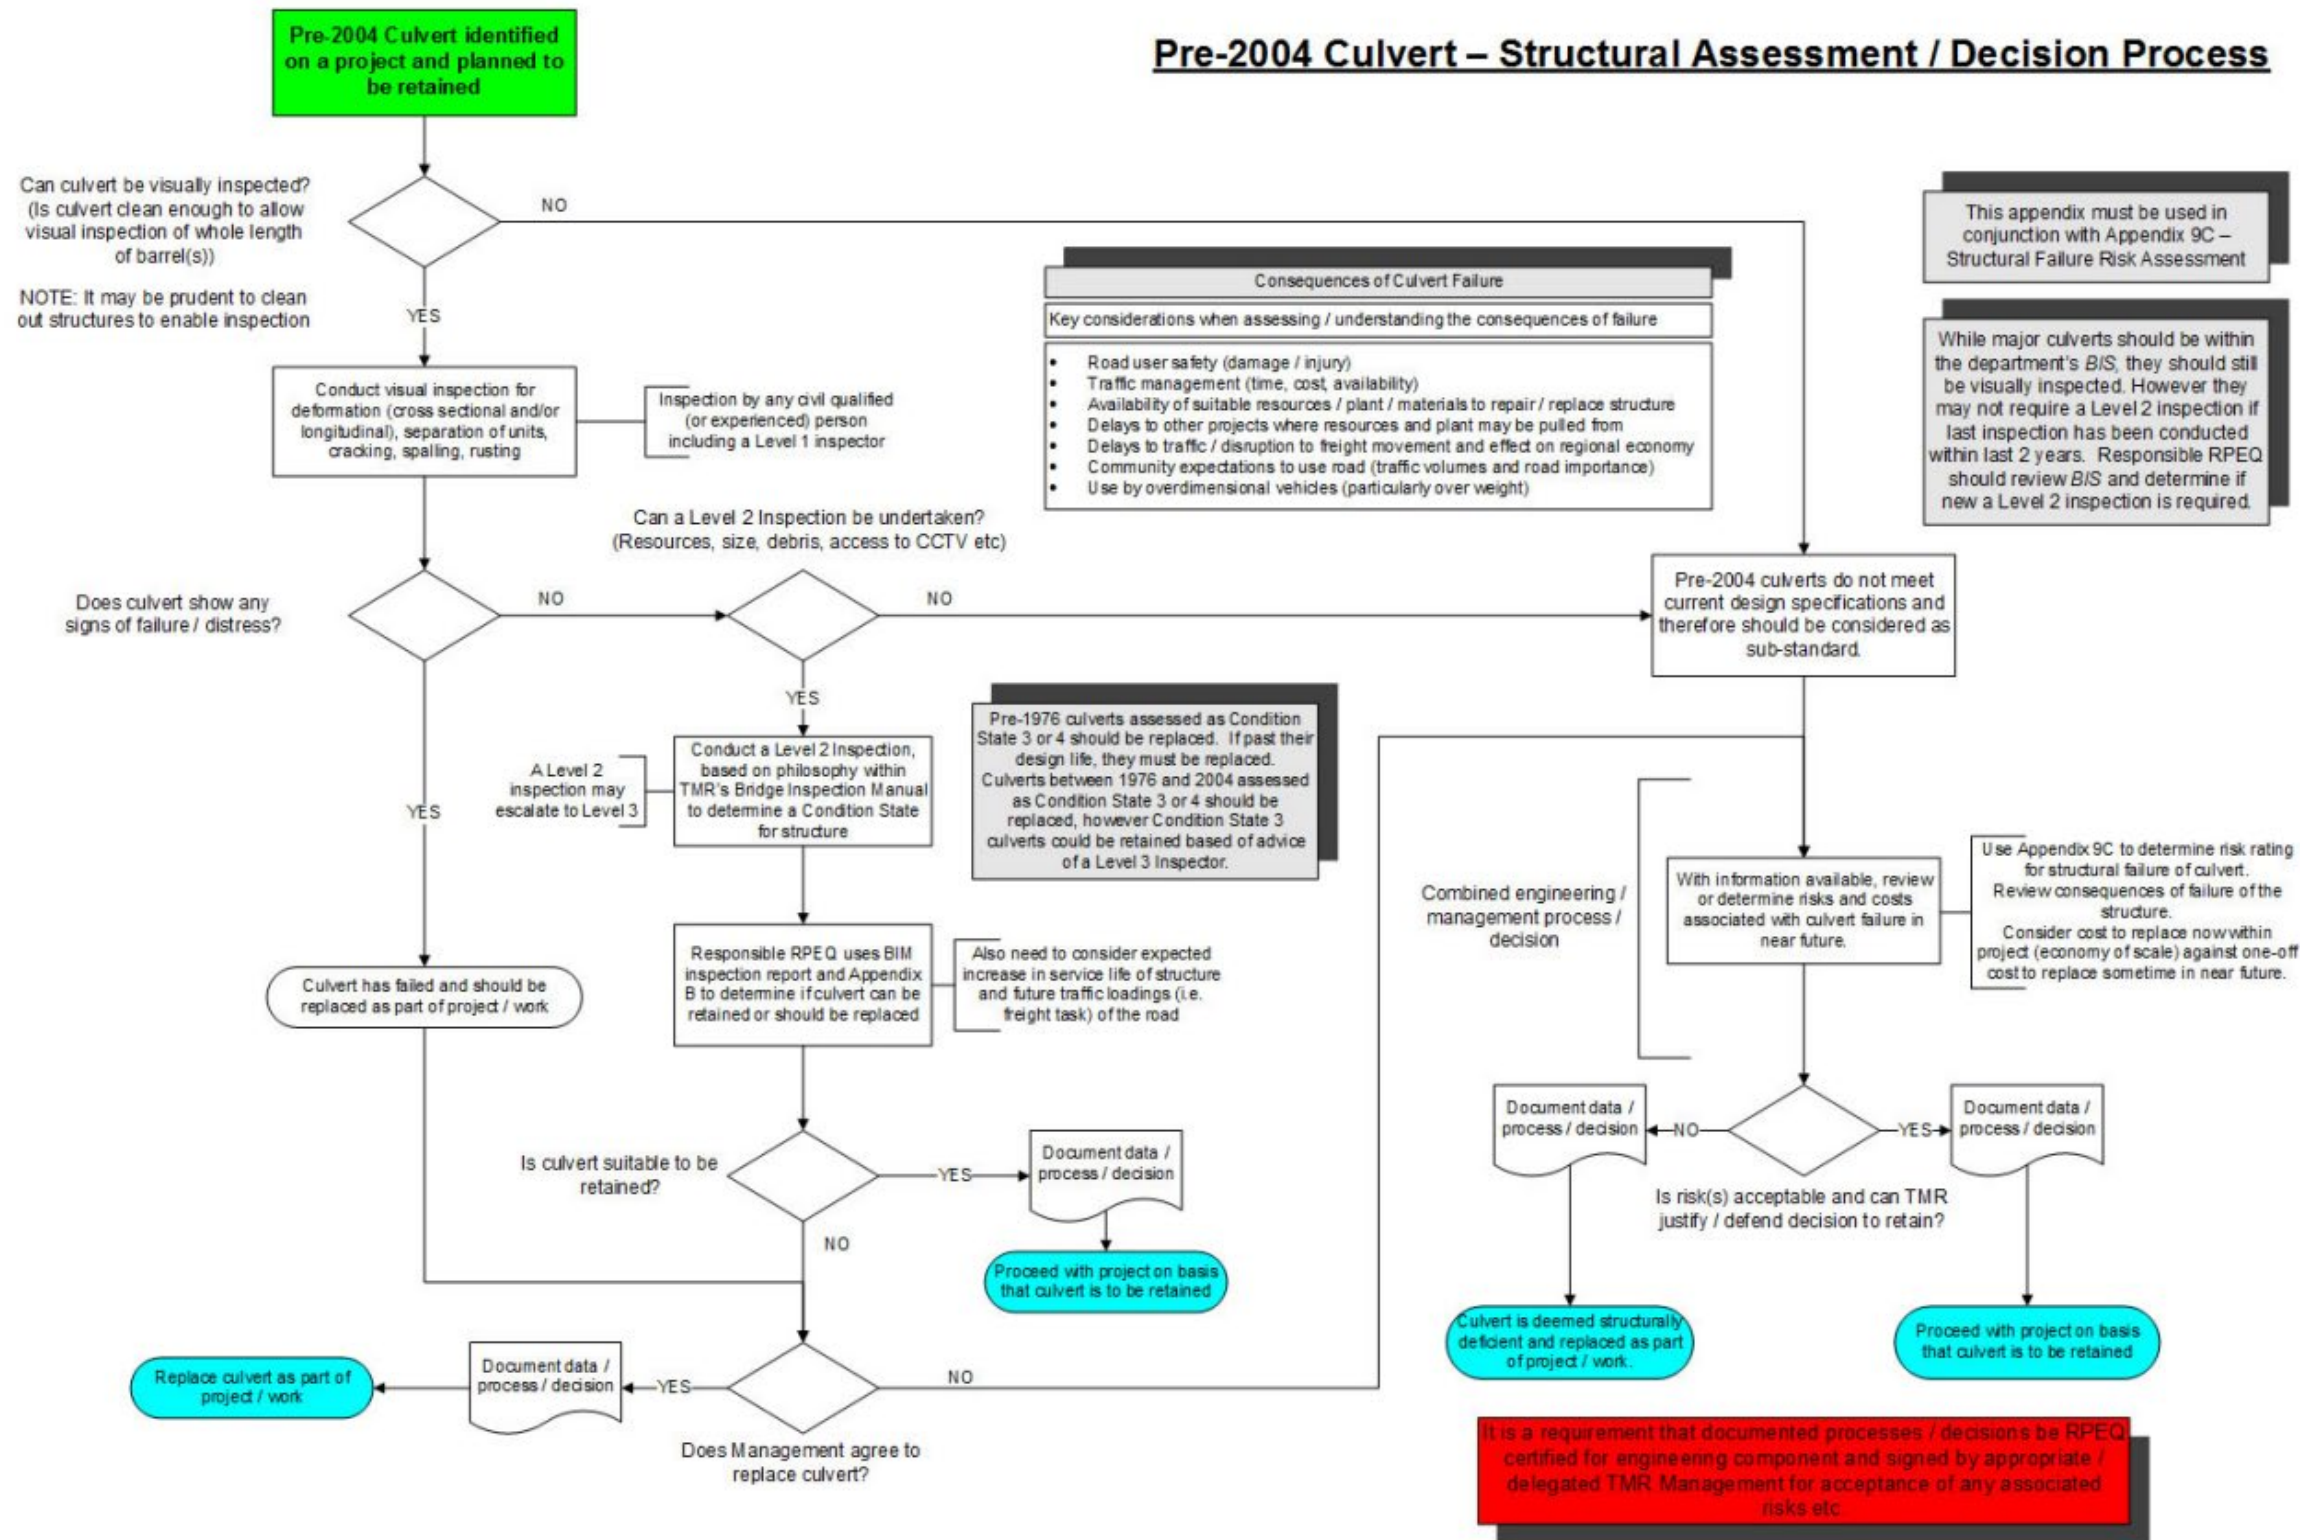 Pre-2004 Culvert identified
on a project and planned to
be retained
Pre-2004 Culvert – Structural Assessment / Decision Process
Can culvert be visually inspected?
(Is culvert clean enough to allow
visual inspection of whole length
of barrel(s))
NOTE: It may be prudent to clean
out structures to enable inspection
NO
YES
This appendix must be used in
conjunction with Appendix 9C –
Structural Failure Risk Assessment
Consequences of Culvert Failure
Key considerations when assessing / understanding the consequences of failure
• Road user safety (damage / injury)
• Traffic management (time, cost, availability)
• Availability of suitable resources / plant / materials to repair / replace structure
• Delays to other projects where resources and plant may be pulled from
• Delays to traffic / disruption to freight movement and effect on regional economy
• Community expectations to use road (traffic volumes and road importance)
• Use by overdimensional vehicles (particularly over weight)
While major culverts should be within
the department's BIS, they should still
be visually inspected. However they
may not require a Level 2 inspection if
last inspection has been conducted
within last 2 years. Responsible RPEQ
should review BIS and determine if
new a Level 2 inspection is required.
Conduct visual inspection for
deformation (cross sectional and/or
longitudinal), separation of units,
cracking, spalling, rusting
Inspection by any civil qualified
(or experienced) person
including a Level 1 inspector
Can a Level 2 Inspection be undertaken?
(Resources, size, debris, access to CCTV etc)
Does culvert show any
signs of failure / distress?
NO
NO
YES
YES
Pre-2004 culverts do not meet
current design specifications and
therefore should be considered as
sub-standard.
A Level 2
inspection may
escalate to Level 3
Conduct a Level 2 Inspection,
based on philosophy within
TMR's Bridge Inspection Manual
to determine a Condition State
for structure
Pre-1976 culverts assessed as Condition
State 3 or 4 should be replaced. If past their
design life, they must be replaced.
Culverts between 1976 and 2004 assessed
as Condition State 3 or 4 should be
replaced, however Condition State 3
culverts could be retained based of advice
of a Level 3 Inspector.
Combined engineering /
management process /
decision
With information available, review
or determine risks and costs
associated with culvert failure in
near future.
Use Appendix 9C to determine risk rating
for structural failure of culvert.
Review consequences of failure of the
structure.
Consider cost to replace now within
project (economy of scale) against one-off
cost to replace sometime in near future.
Culvert has failed and should be
replaced as part of project / work
Responsible RPEQ uses BIM
inspection report and Appendix
B to determine if culvert can be
retained or should be replaced
Also need to consider expected
increase in service life of structure
and future traffic loadings (i.e.
freight task) of the road
Is culvert suitable to be
retained?
YES
Document data /
process / decision
NO
Proceed with project on basis
that culvert is to be retained
Document data /
process / decision
NO
YES
Document data /
process / decision
Is risk(s) acceptable and can TMR
justify / defend decision to retain?
Culvert is deemed structurally
deficient and replaced as part
of project / work.
Proceed with project on basis
that culvert is to be retained
Replace culvert as part of
project / work
Document data /
process / decision
YES
NO
Does Management agree to
replace culvert?
It is a requirement that documented processes / decisions be RPEQ
certified for engineering component and signed by appropriate /
delegated TMR Management for acceptance of any associated
risks etc.